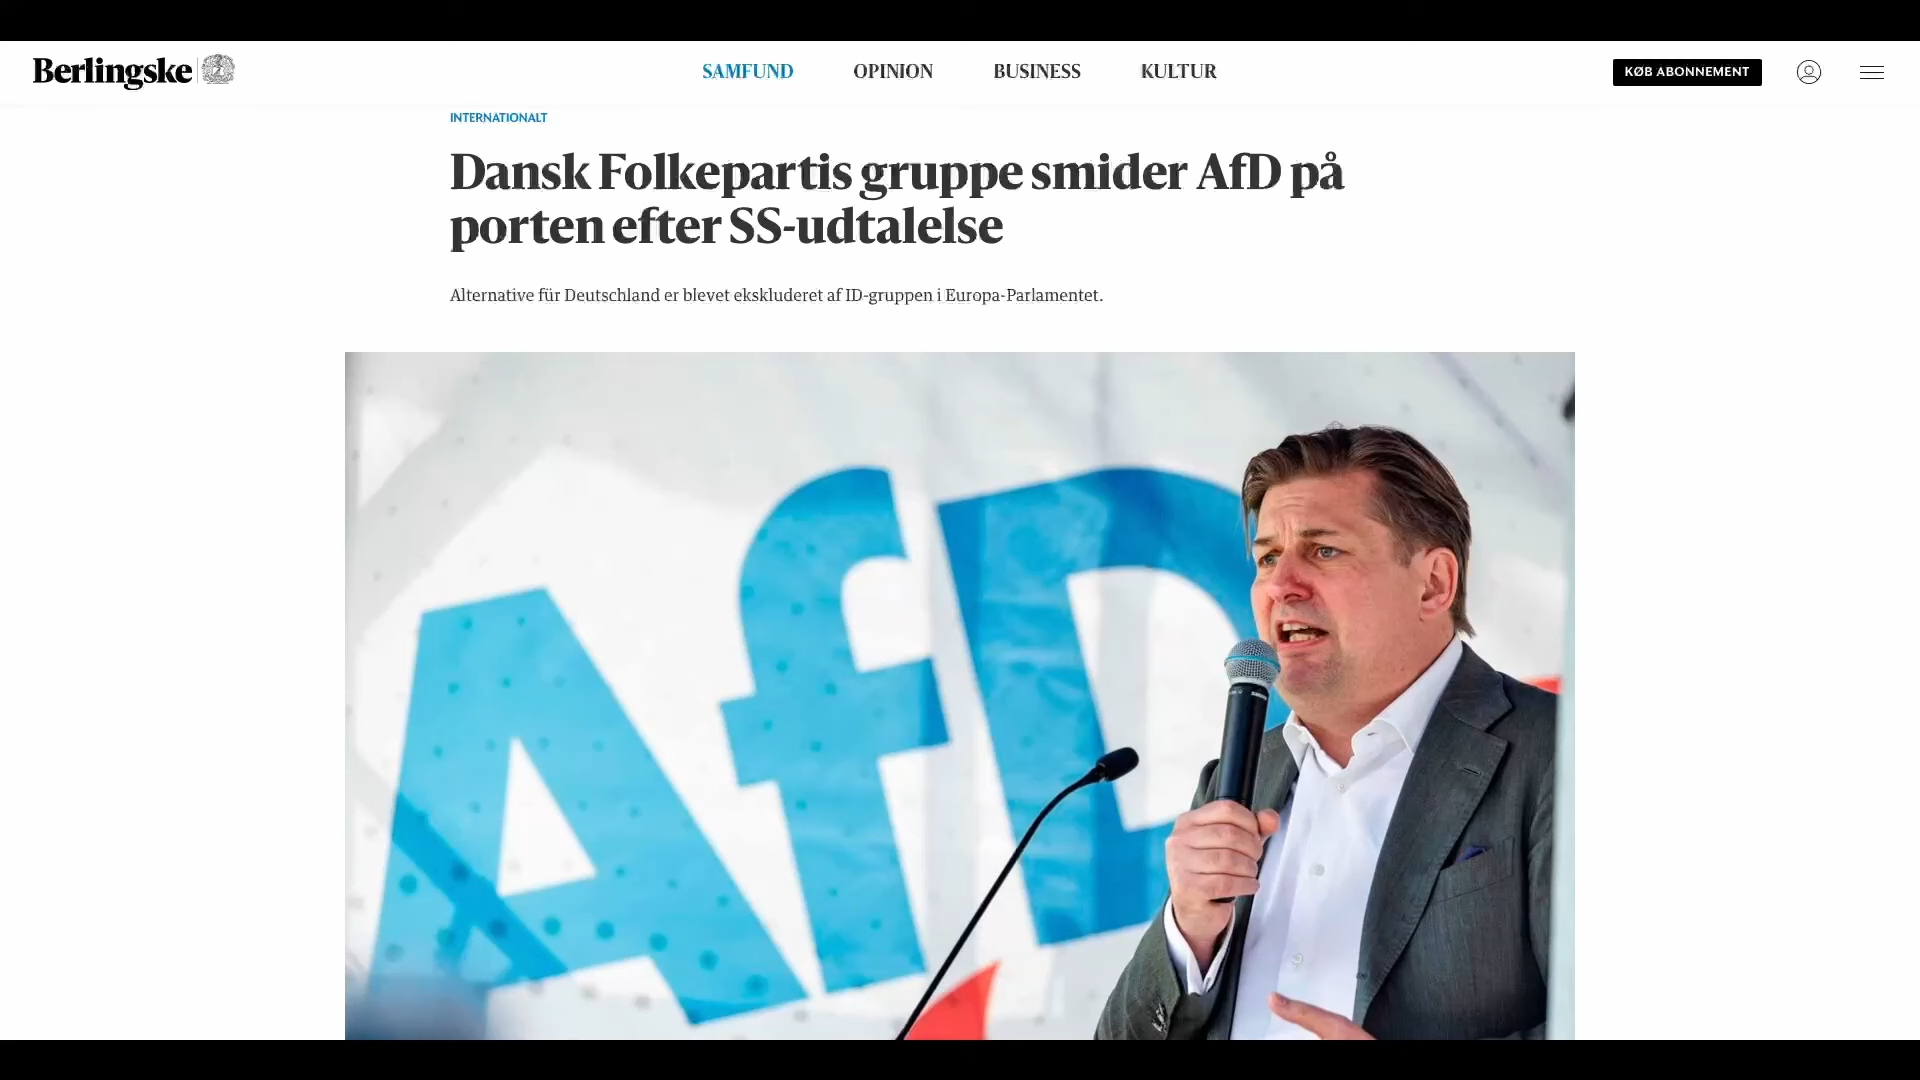 Berlingske
SAMFUND
OPINION
BUSINESS
KULTUR
KØB ABONNEMENT
INTERNATIONALT
Dansk Folkepartis gruppe smider AfD på
porten efter SS-udtalelse
Alternative für Deutschland er blevet ekskluderet af ID-gruppen i Europa-Parlamentet.
AfD